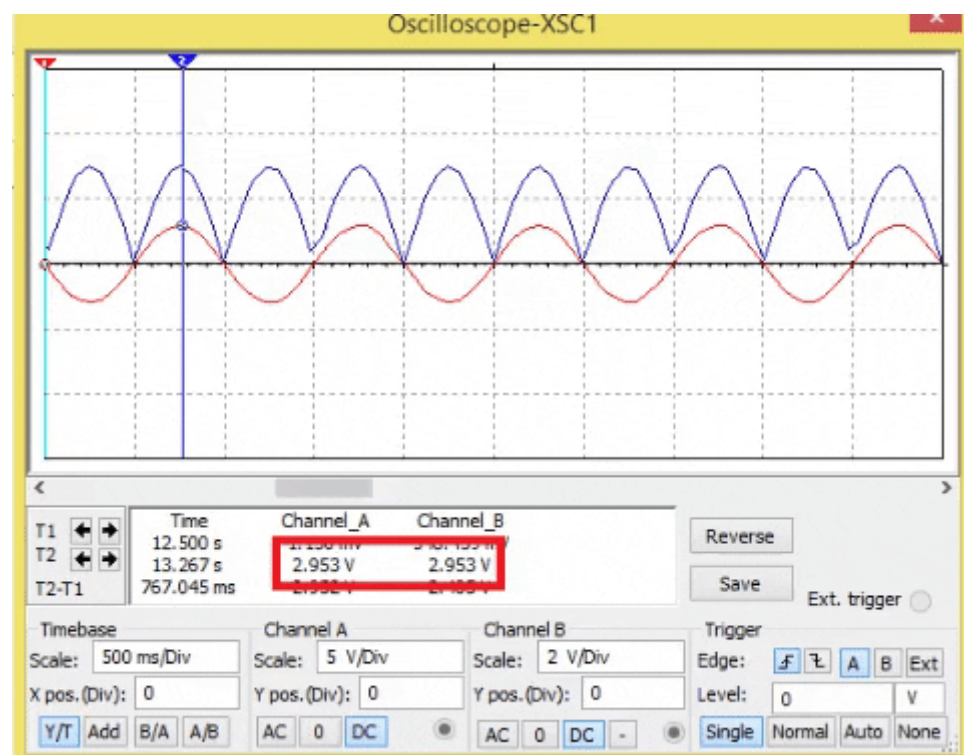 Oscilloscope-XSC1
x
1
2
T1
T2
T2-T1
Time Channel_A Channel_B
12.500 s
13.267 s 2.953 V 2.953 V
767.045 ms
Reverse
Save
Ext. trigger
Timebase
Scale: 500 ms/Div
X pos.(Div): 0
Y/T Add B/A A/B
Channel A
Scale: 5 V/Div
Y pos.(Div): 0
AC 0 DC
Channel B
Scale: 2 V/Div
Y pos.(Div): 0
AC 0 DC -
Trigger
Edge: A B Ext
Level: 0 V
Single Normal Auto None